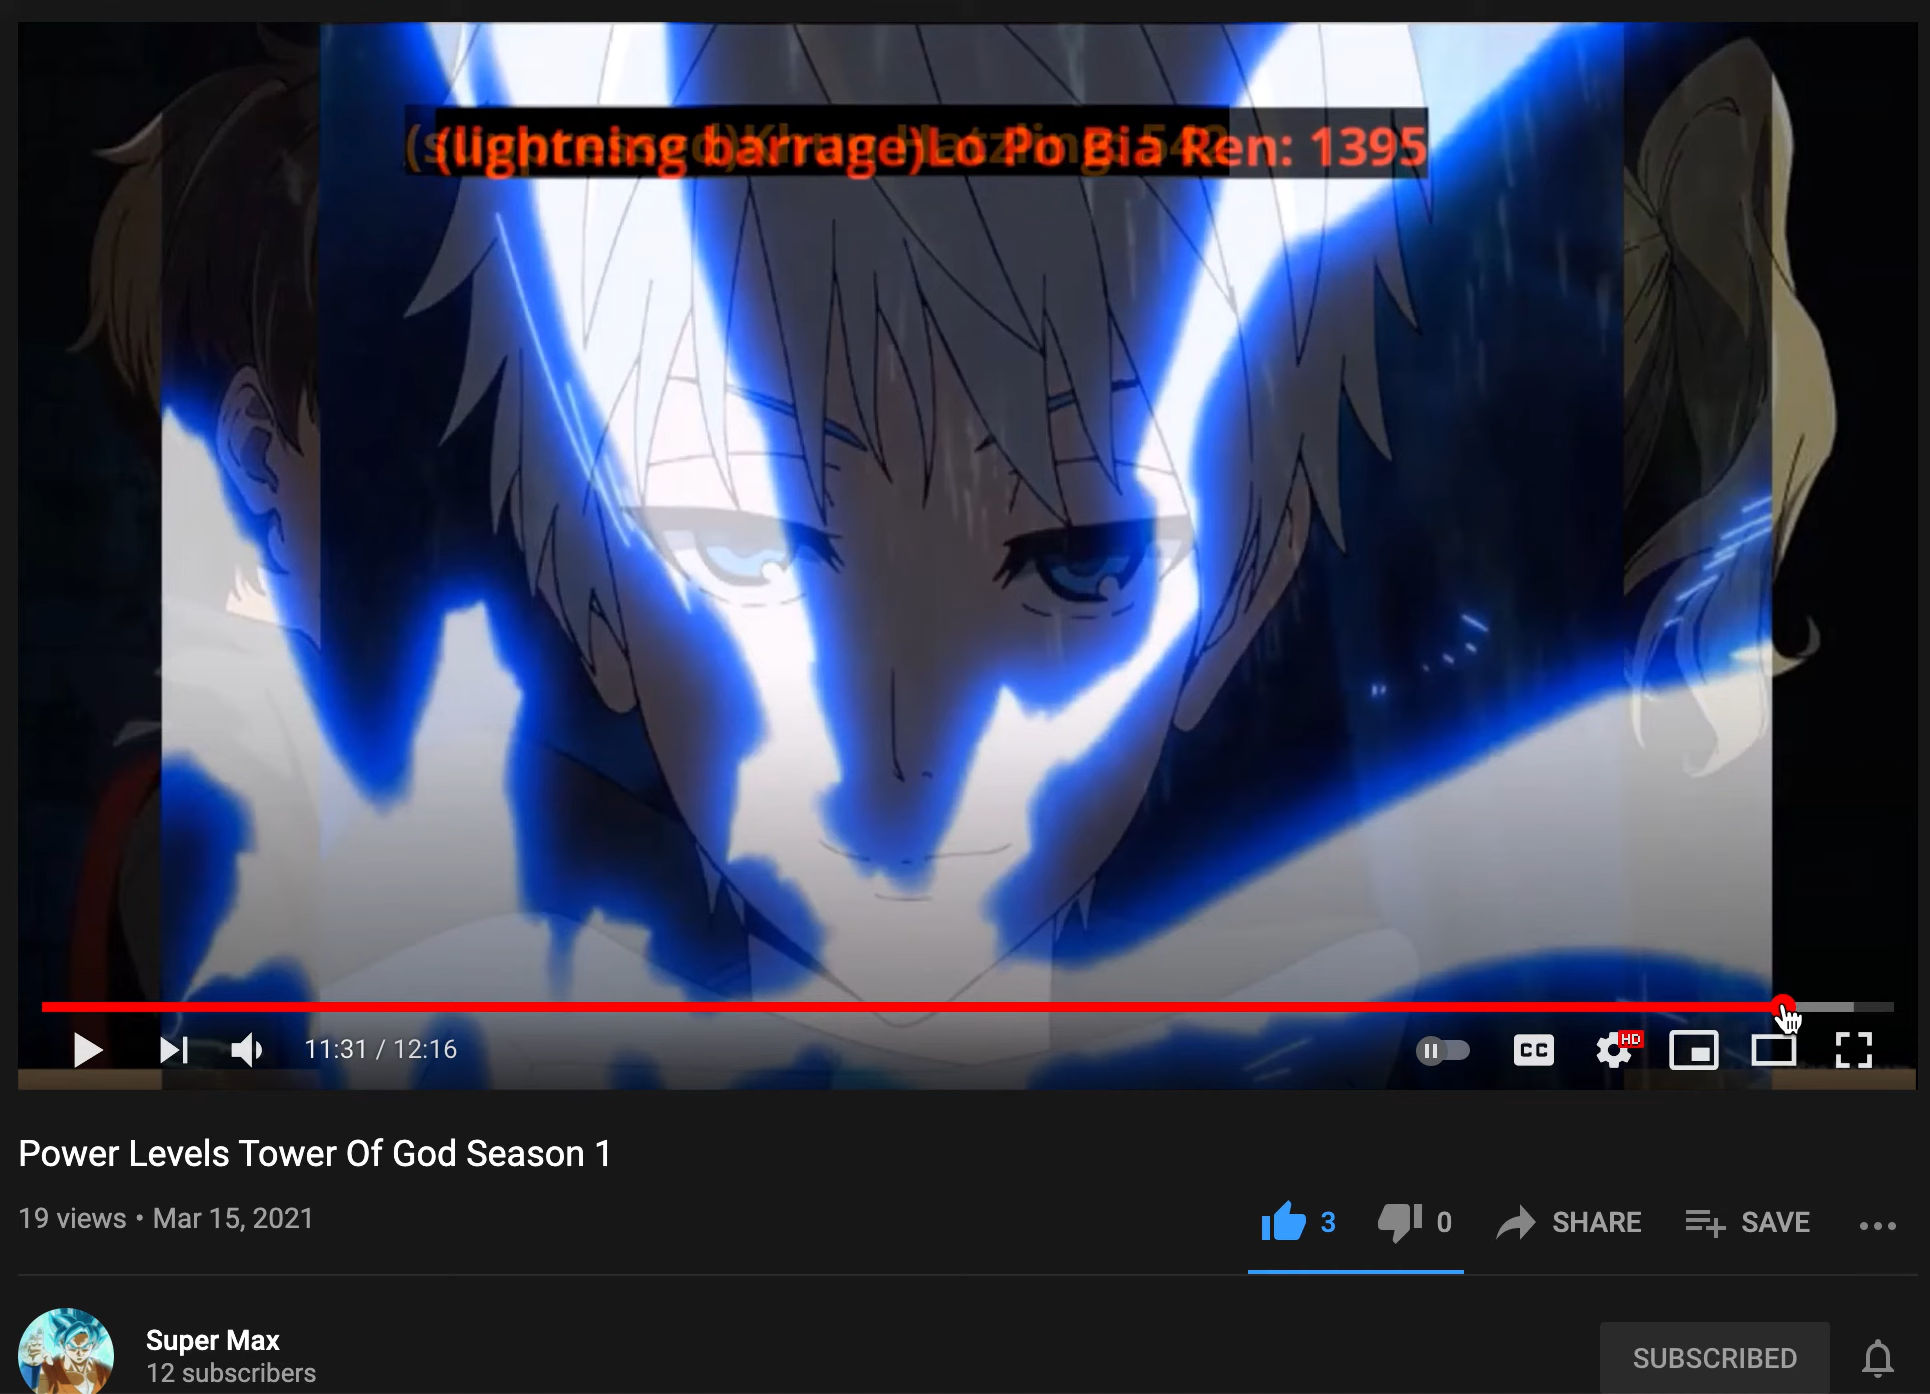 (lightning barrage)Lo Po Bia Ren: 1395
11:31 / 12:16
CC
HD
Power Levels Tower Of God Season 1
19 views • Mar 15, 2021
3
0
SHARE
SAVE
Super Max
12 subscribers
SUBSCRIBED